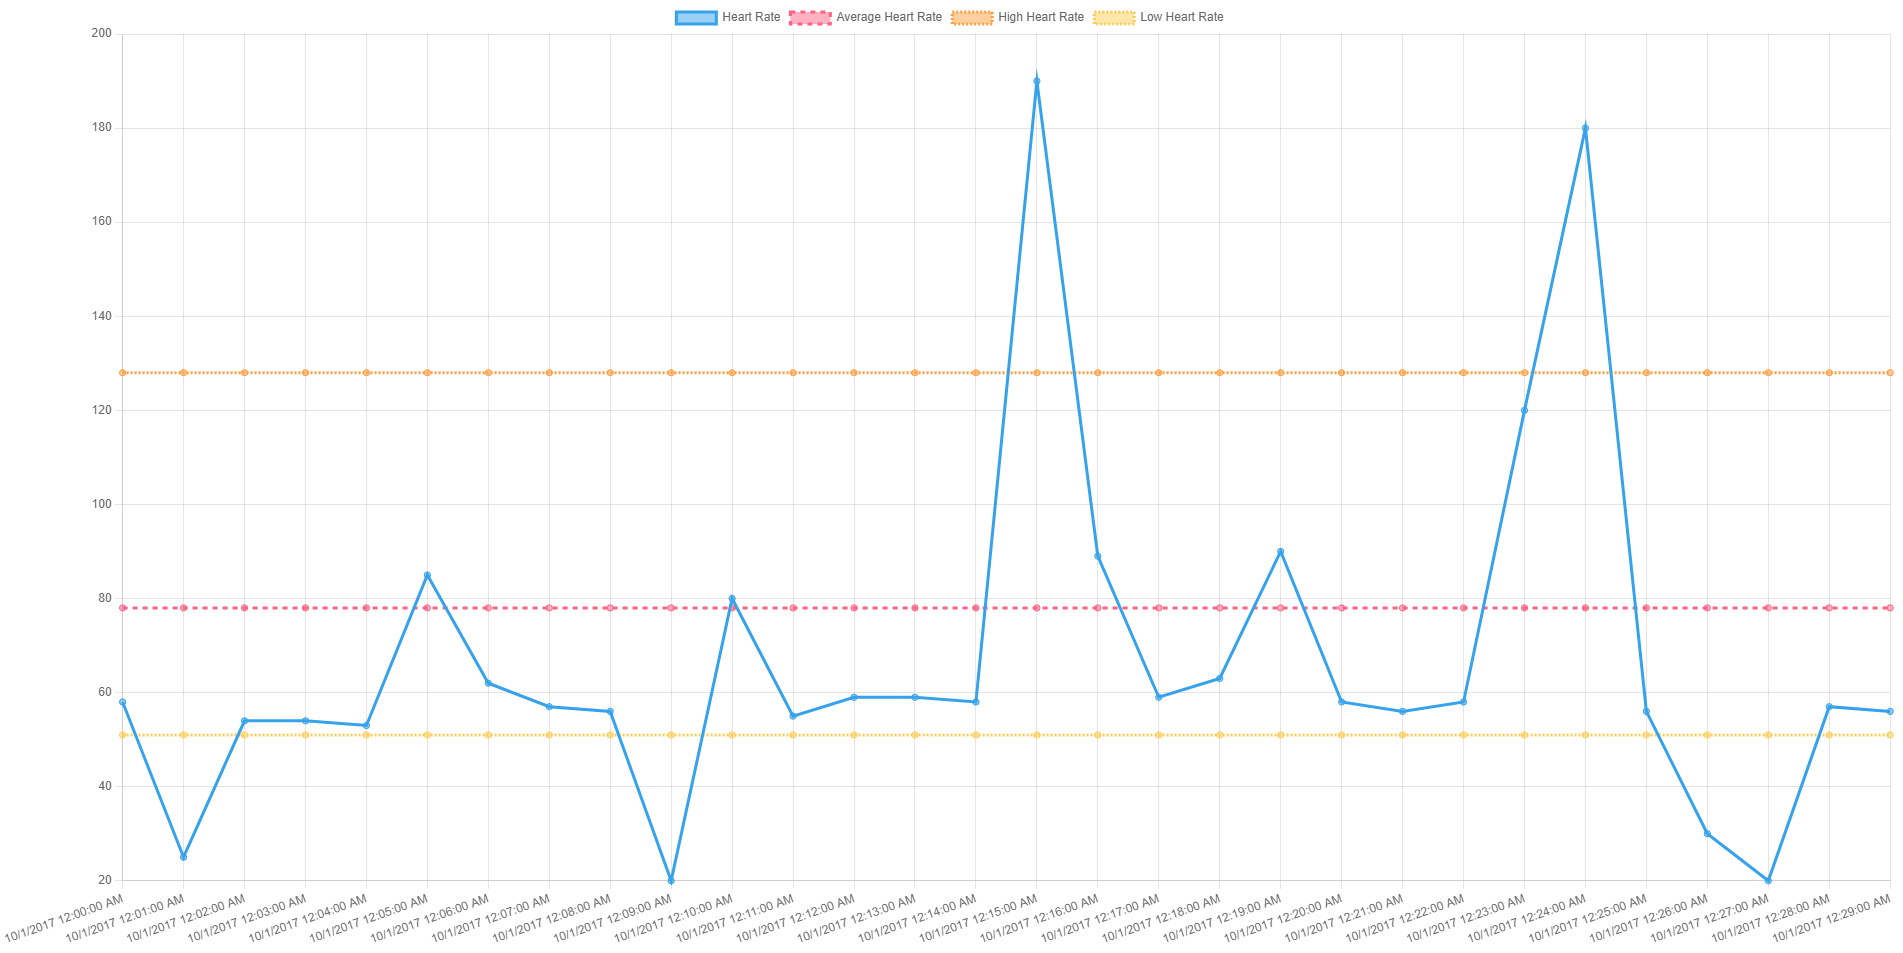 Heart Rate Average Heart Rate High Heart Rate Low Heart Rate
200
180
160
140
120
100
80
60
40
20
10/1/2017 12:00:00 AM
10/1/2017 12:01:00 AM
10/1/2017 12:02:00 AM
10/1/2017 12:03:00 AM
10/1/2017 12:04:00 AM
10/1/2017 12:05:00 AM
10/1/2017 12:06:00 AM
10/1/2017 12:07:00 AM
10/1/2017 12:08:00 AM
10/1/2017 12:09:00 AM
10/1/2017 12:10:00 AM
10/1/2017 12:11:00 AM
10/1/2017 12:12:00 AM
10/1/2017 12:13:00 AM
10/1/2017 12:14:00 AM
10/1/2017 12:15:00 AM
10/1/2017 12:16:00 AM
10/1/2017 12:17:00 AM
10/1/2017 12:18:00 AM
10/1/2017 12:19:00 AM
10/1/2017 12:20:00 AM
10/1/2017 12:21:00 AM
10/1/2017 12:22:00 AM
10/1/2017 12:23:00 AM
10/1/2017 12:24:00 AM
10/1/2017 12:25:00 AM
10/1/2017 12:26:00 AM
10/1/2017 12:27:00 AM
10/1/2017 12:28:00 AM
10/1/2017 12:29:00 AM